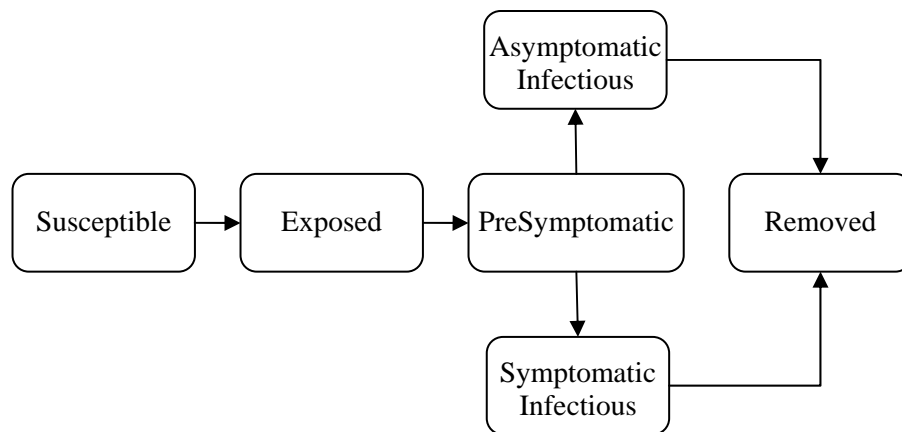 Asymptomatic
Infectious
Susceptible
Exposed
PreSymptomatic
Removed
Symptomatic
Infectious